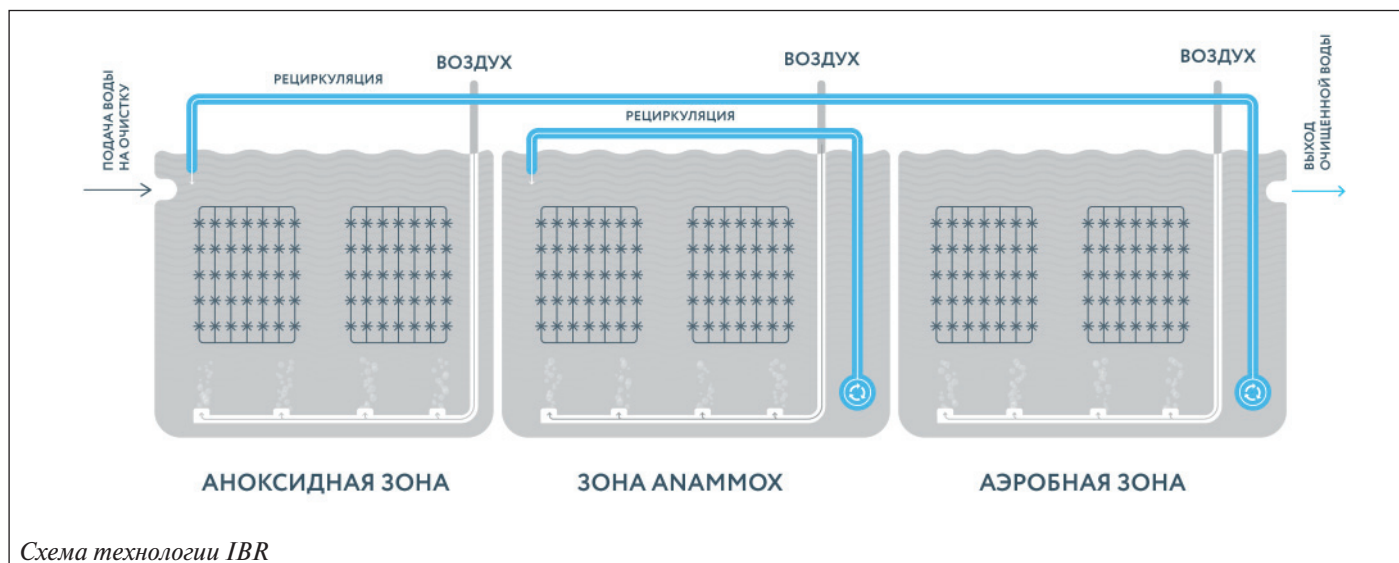 ВОЗДУХ
ВОЗДУХ
ВОЗДУХ
РЕЦИРКУЛЯЦИЯ
РЕЦИРКУЛЯЦИЯ
ПОДАЧА ВОДЫ
НА ОЧИСТКУ
ВЫХОД
ОЧИЩЕННОЙ ВОДЫ
АНОКСИДНАЯ ЗОНА
ЗОНА ANAMMOX
АЭРОБНАЯ ЗОНА
Схема технологии IBR